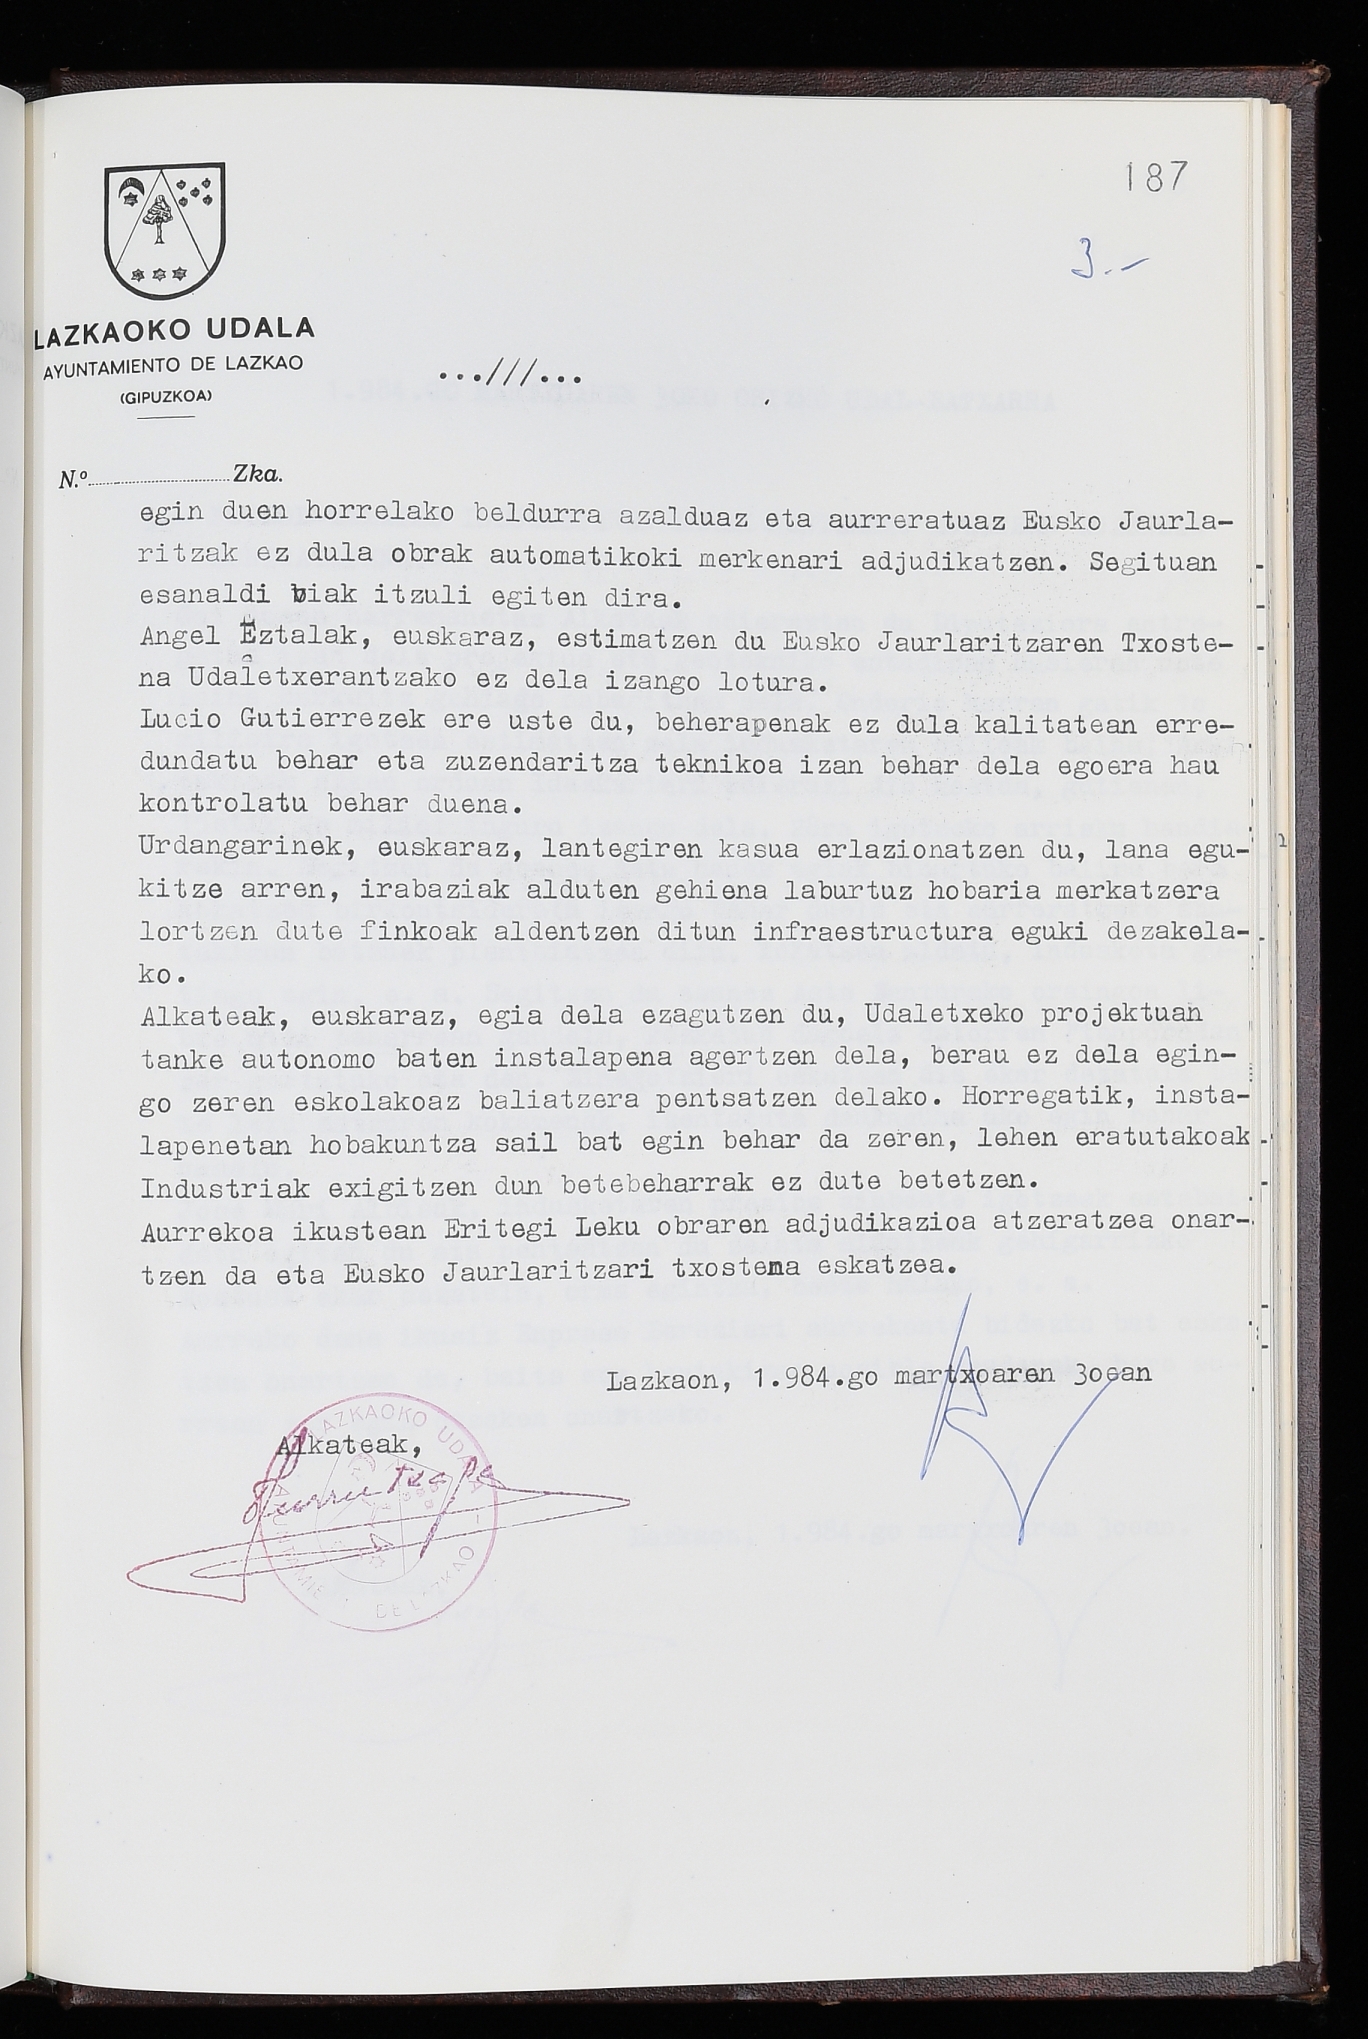 187
3.-
LAZKAOKO UDALA
AYUNTAMIENTO DE LAZKAO
(GIPUZKOA)
...///...
N.º Zka.
egin duen horrelako beldurra azalduaz eta aurreratuaz Eusko Jaurla-
ritzak ez dula obrak automatikoki merkenari adjudikatzen. Segituan
esanaldi biak itzuli egiten dira.
Angel Eztalak, euskaraz, estimatzen du Eusko Jaurlaritzaren Txoste-
na Udaletxerantzako ez dela izango lotura.
Lucio Gutierrezek ere uste du, beherapenak ez dula kalitatean erre-
dundatu behar eta zuzendaritza teknikoa izan behar dela egoera hau
kontrolatu behar duena.
Urdangarinek, euskaraz, lantegiren kasua erlazionatzen du, lana egu-
kitze arren, irabaziak alduten gehiena laburtuz hobaria merkatzera
lortzen dute finkoak aldentzen ditun infraestructura eguki dezakela-
ko.
Alkateak, euskaraz, egia dela ezagutzen du, Udaletxeko projektuan
tanke autonomo baten instalapena agertzen dela, berau ez dela egin-
go zeren eskolakoaz baliatzera pentsatzen delako. Horregatik, insta-
lapenetan hobakuntza sail bat egin behar da zeren, lehen eratutakoak
Industriak exigitzen dun betebeharrak ez dute betetzen.
Aurrekoa ikustean Eritegi Leku obraren adjudikazioa atzeratzea onar-
tzen da eta Eusko Jaurlaritzari txostena eskatzea.
Lazkaon, 1.984.go martxoaren 3oean
Alkateak,
LAZKAOKO UDALA
DE LAZKAO